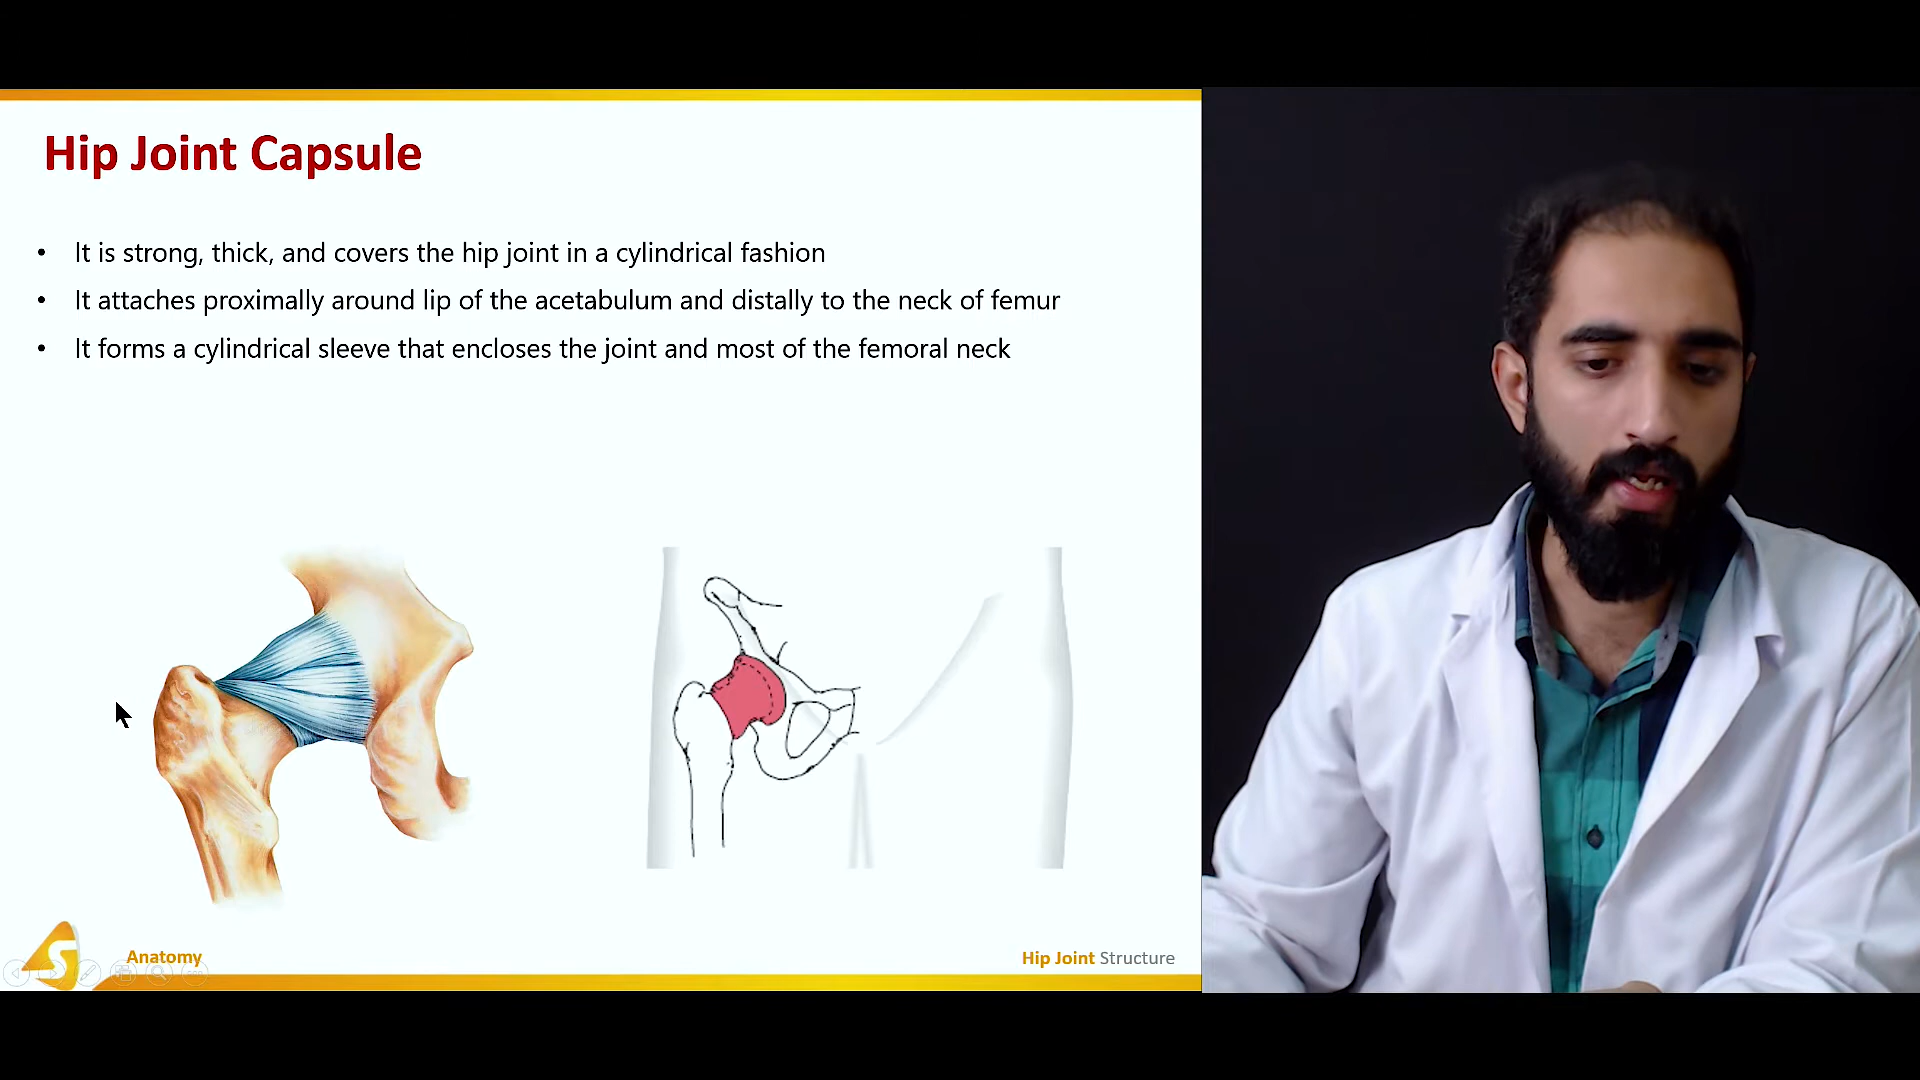 Hip Joint Capsule
• It is strong, thick, and covers the hip joint in a cylindrical fashion
• It attaches proximally around lip of the acetabulum and distally to the neck of femur
• It forms a cylindrical sleeve that encloses the joint and most of the femoral neck
S
Anatomy
Hip Joint Structure